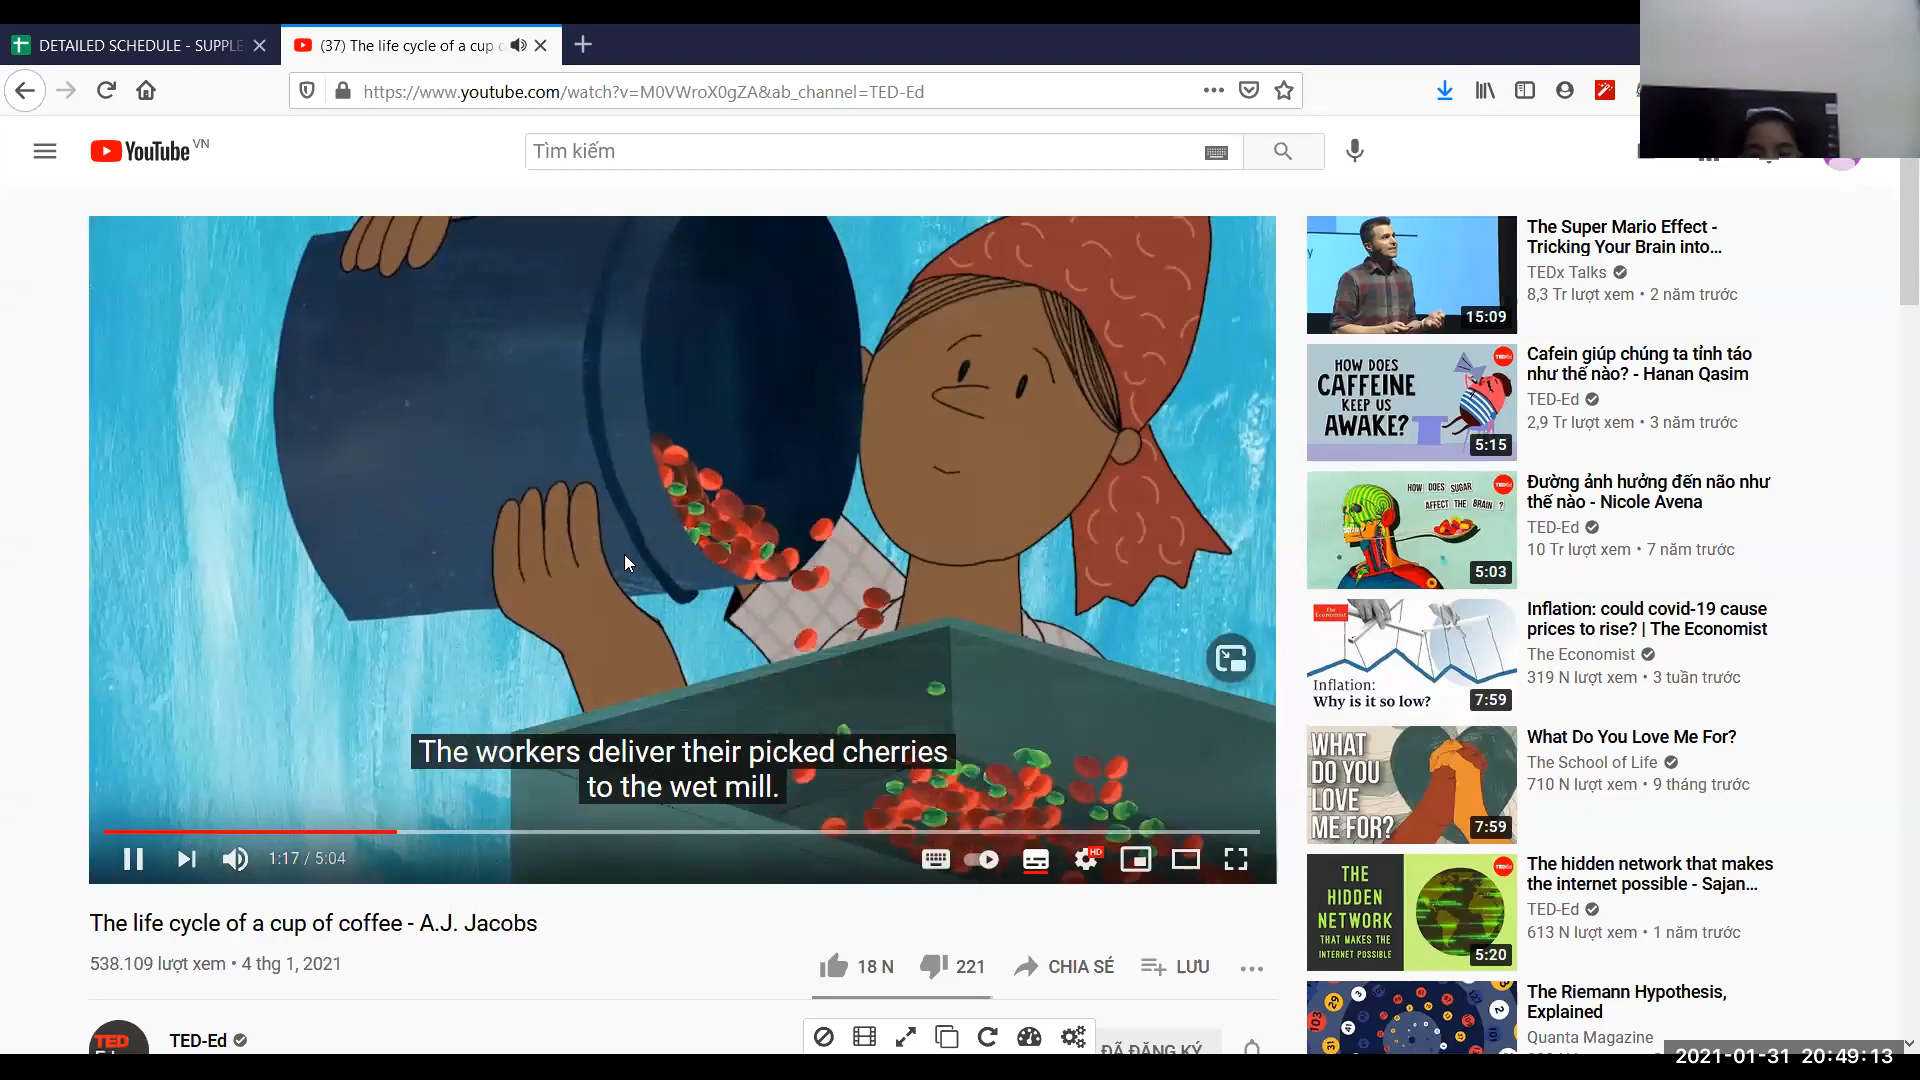 DETAILED SCHEDULE - SUPPLE
(37) The life cycle of a cup
https://www.youtube.com/watch?v=M0VWroX0gZA&ab_channel=TED-Ed
YouTube VN
Tìm kiếm
The workers deliver their picked cherries
to the wet mill.
1:17 / 5:04
HD
The life cycle of a cup of coffee - A.J. Jacobs
538.109 lượt xem • 4 thg 1, 2021
18 N
221
CHIA SẺ
LƯU
TED
TED-Ed
ĐÃ ĐĂNG KÝ
15:09
The Super Mario Effect -
Tricking Your Brain into...
TEDx Talks
8,3 Tr lượt xem • 2 năm trước
HOW DOES
CAFFEINE
KEEP US
AWAKE?
5:15
Cafein giúp chúng ta tỉnh táo
như thế nào? - Hanan Qasim
TED-Ed
2,9 Tr lượt xem • 3 năm trước
HOW DOES SUGAR
AFFECT THE BRAIN ?
5:03
Đường ảnh hưởng đến não như
thế nào - Nicole Avena
TED-Ed
10 Tr lượt xem • 7 năm trước
The Economist
Inflation:
Why is it so low?
7:59
Inflation: could covid-19 cause
prices to rise? | The Economist
The Economist
319 N lượt xem • 3 tuần trước
WHAT
DO YOU
LOVE
ME FOR?
7:59
What Do You Love Me For?
The School of Life
710 N lượt xem • 9 tháng trước
THE
HIDDEN
NETWORK
THAT MAKES THE
INTERNET POSSIBLE
5:20
The hidden network that makes
the internet possible - Sajan...
TED-Ed
613 N lượt xem • 1 năm trước
The Riemann Hypothesis,
Explained
Quanta Magazine
2021-01-31 20:49:13